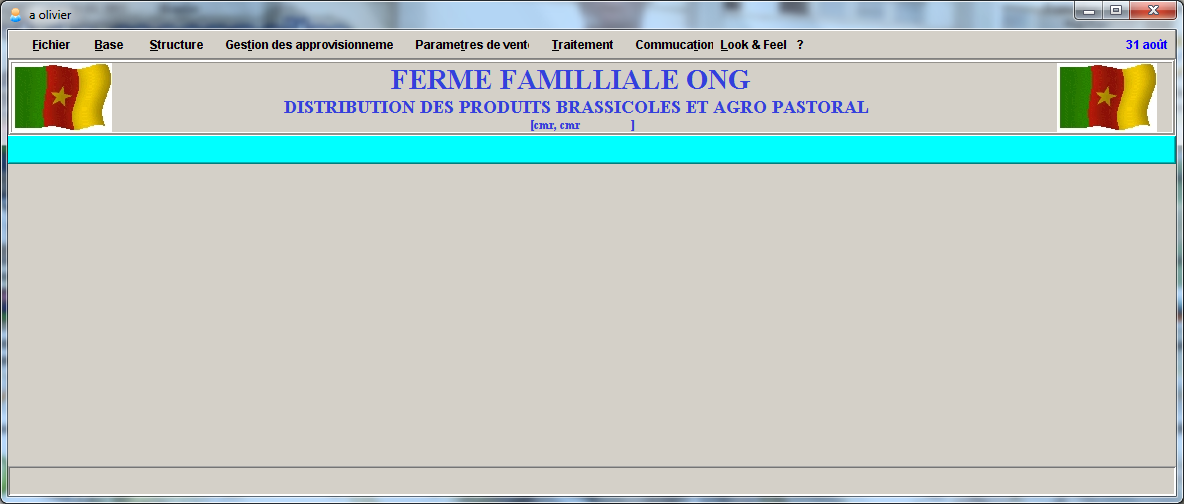 a olivier
Fichier Base Structure Gestion des approvisionneme Parametres de vent Traitement Commucation Look & Feel ? 31 août
FERME FAMILLIALE ONG
DISTRIBUTION DES PRODUITS BRASSICOLES ET AGRO PASTORAL
[cmr, cmr ]